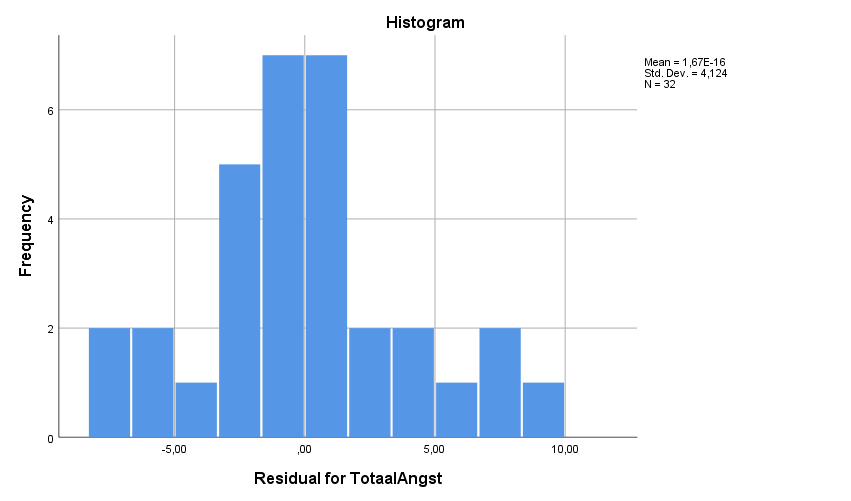 Histogram
Mean = 1,67E-16
Std. Dev. = 4,124
N = 32
6
4
2
0
Frequency
-5,00
,00
5,00
10,00
Residual for TotaalAngst